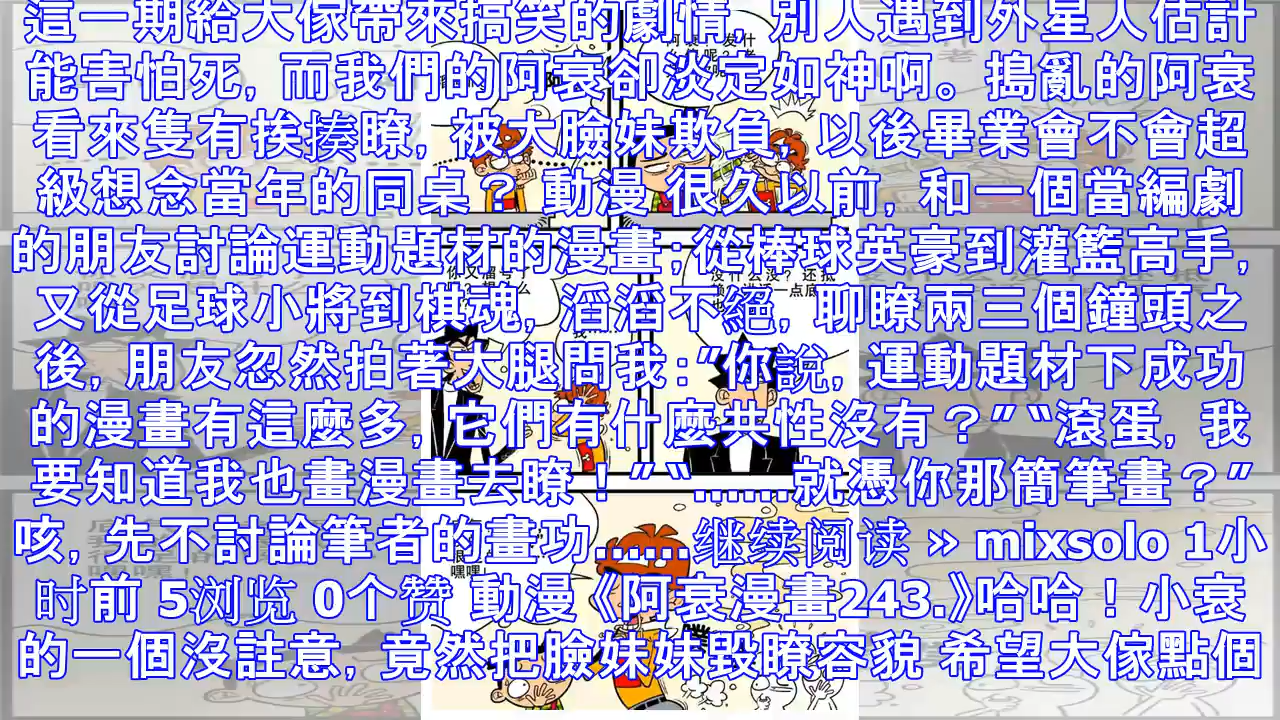 這一期給大傢帶來搞笑的劇情，別人遇到外星人估計
能害怕死, 而我們的阿衰卻淡定如神啊。搗亂的阿衰
看來隻有挨揍瞭, 被大臉妹欺負, 以後畢業會不會超
級想念當年的同桌？ 動漫 很久以前, 和一個當編劇
的朋友討論運動題材的漫畫;從棒球英豪到灌籃高手,
又從足球小將到棋魂, 滔滔不絕, 聊瞭兩三個鐘頭之
後, 朋友忽然拍著大腿問我:"你說, 運動題材下成功
的漫畫有這麼多, 它們有什麼共性沒有？" "滾蛋, 我
要知道我也畫漫畫去瞭！" "……就憑你那簡筆畫？"
咳, 先不討論筆者的畫功……继续阅读 » mixsolo 1小
时前 5浏览 0个赞 動漫《阿衰漫畫243.》哈哈！小衰
的一個沒註意, 竟然把臉妹妹毀瞭容貌 希望大傢點個